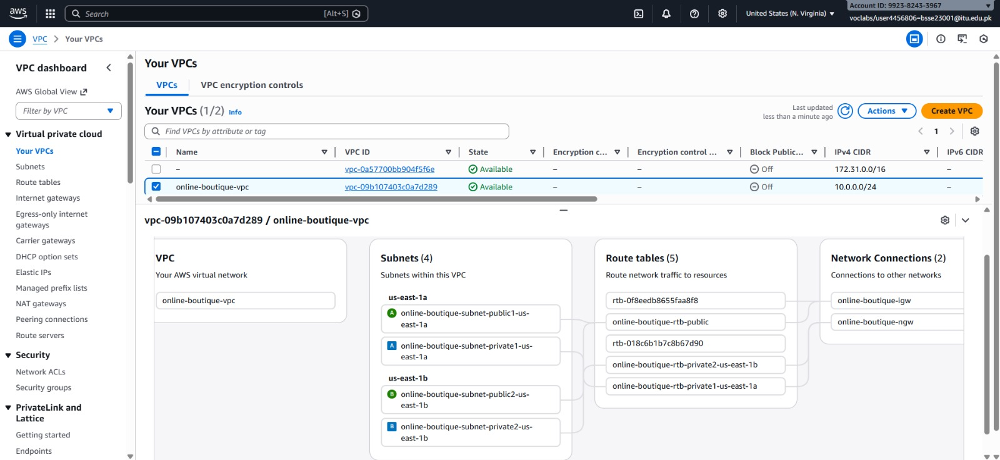 aws
Search
[Alt+S]
United States (N. Virginia)
Account ID: 9923-8243-3967
voclabs/user4456806=bsse23001@itu.edu.pk
VPC
Your VPCs
VPC dashboard
AWS Global View
Filter by VPC
Virtual private cloud
Your VPCs
Subnets
Route tables
Internet gateways
Egress-only internet
gateways
Carrier gateways
DHCP option sets
Elastic IPs
Managed prefix lists
NAT gateways
Peering connections
Route servers
Security
Network ACLs
Security groups
PrivateLink and
Lattice
Getting started
Endpoints
Your VPCs
VPCs
VPC encryption controls
Your VPCs (1/2) Info
Last updated
less than a minute ago
Actions
Create VPC
Find VPCs by attribute or tag
1
Name VPC ID State Encryption c... Encryption control ... Block Public... IPv4 CIDR IPv6 CIDR
– vpc-0a57700bb904f5f6e Available – – Off 172.31.0.0/16 –
online-boutique-vpc vpc-09b107403c0a7d289 Available – – Off 10.0.0.0/24 –
vpc-09b107403c0a7d289 / online-boutique-vpc
VPC
Your AWS virtual network
online-boutique-vpc
Subnets (4)
Subnets within this VPC
us-east-1a
A online-boutique-subnet-public1-us-
east-1a
A online-boutique-subnet-private1-us-
east-1a
us-east-1b
B online-boutique-subnet-public2-us-
east-1b
B online-boutique-subnet-private2-us-
east-1b
Route tables (5)
Route network traffic to resources
rtb-0f8eedb8655faa8f8
online-boutique-rtb-public
rtb-018c6b1b7c8b67d90
online-boutique-rtb-private2-us-east-1b
online-boutique-rtb-private1-us-east-1a
Network Connections (2)
Connections to other networks
online-boutique-igw
online-boutique-ngw